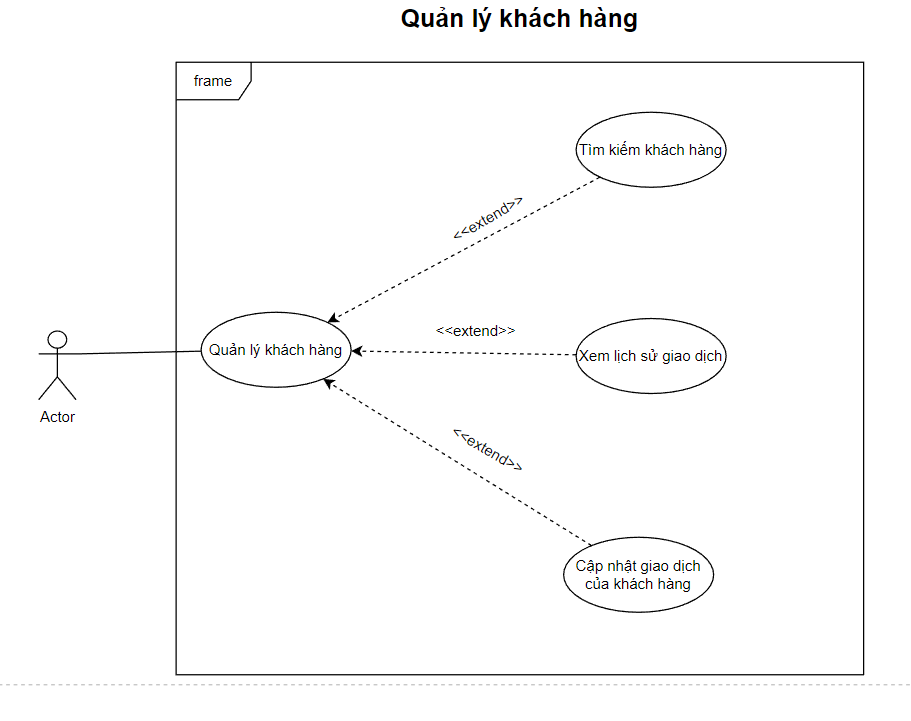 Quản lý khách hàng
frame
Tìm kiếm khách hàng
<<extend>>
<<extend>>
Quản lý khách hàng
Xem lịch sử giao dịch
Actor
<<extend>>
Cập nhật giao dịch
của khách hàng